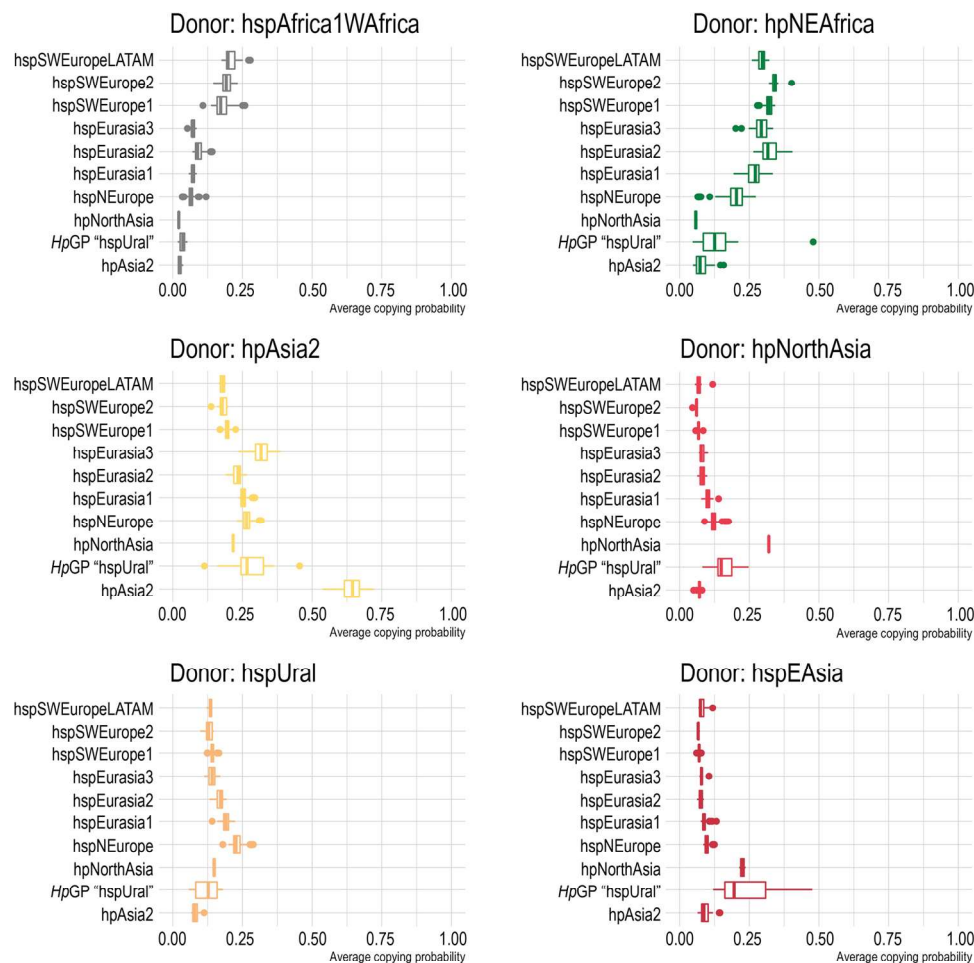 Donor: hspAfrica1WAfrica
hspSWEuropeLATAM
hspSWEurope2
hspSWEurope1
hspEurasia3
hspEurasia2
hspEurasia1
hspNEurope
hpNorthAsia
HpGP “hspUral”
hpAsia2
0.00 0.25 0.50 0.75 1.00
Average copying probability
Donor: hpNEAfrica
hspSWEuropeLATAM
hspSWEurope2
hspSWEurope1
hspEurasia3
hspEurasia2
hspEurasia1
hspNEurope
hpNorthAsia
HpGP “hspUral”
hpAsia2
0.00 0.25 0.50 0.75 1.00
Average copying probability
Donor: hpAsia2
hspSWEuropeLATAM
hspSWEurope2
hspSWEurope1
hspEurasia3
hspEurasia2
hspEurasia1
hspNEurope
hpNorthAsia
HpGP “hspUral”
hpAsia2
0.00 0.25 0.50 0.75 1.00
Average copying probability
Donor: hpNorthAsia
hspSWEuropeLATAM
hspSWEurope2
hspSWEurope1
hspEurasia3
hspEurasia2
hspEurasia1
hspNEurope
hpNorthAsia
HpGP “hspUral”
hpAsia2
0.00 0.25 0.50 0.75 1.00
Average copying probability
Donor: hspUral
hspSWEuropeLATAM
hspSWEurope2
hspSWEurope1
hspEurasia3
hspEurasia2
hspEurasia1
hspNEurope
hpNorthAsia
HpGP “hspUral”
hpAsia2
0.00 0.25 0.50 0.75 1.00
Average copying probability
Donor: hspEAsia
hspSWEuropeLATAM
hspSWEurope2
hspSWEurope1
hspEurasia3
hspEurasia2
hspEurasia1
hspNEurope
hpNorthAsia
HpGP “hspUral”
hpAsia2
0.00 0.25 0.50 0.75 1.00
Average copying probability